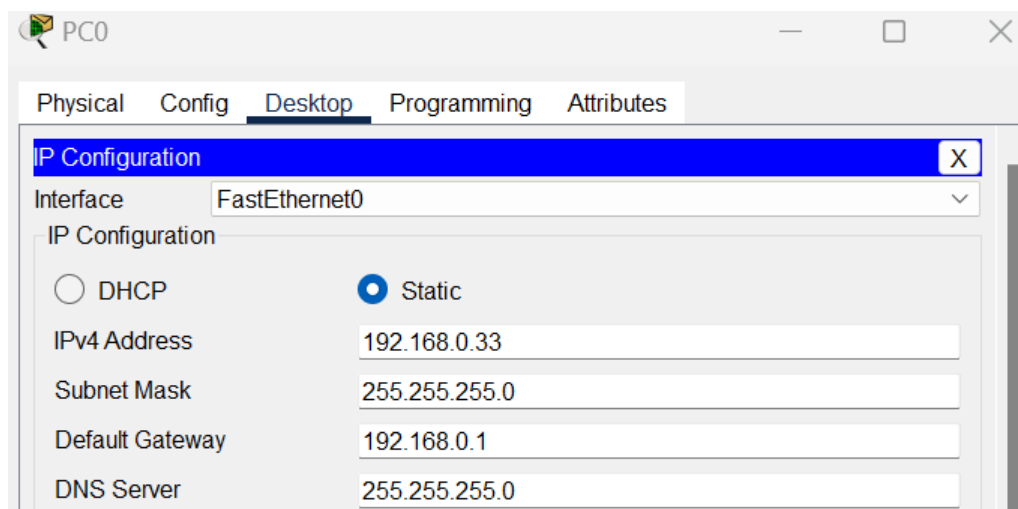 PC0
Physical Config Desktop Programming Attributes
IP Configuration X
Interface FastEthernet0
IP Configuration
DHCP Static
IPv4 Address 192.168.0.33
Subnet Mask 255.255.255.0
Default Gateway 192.168.0.1
DNS Server 255.255.255.0